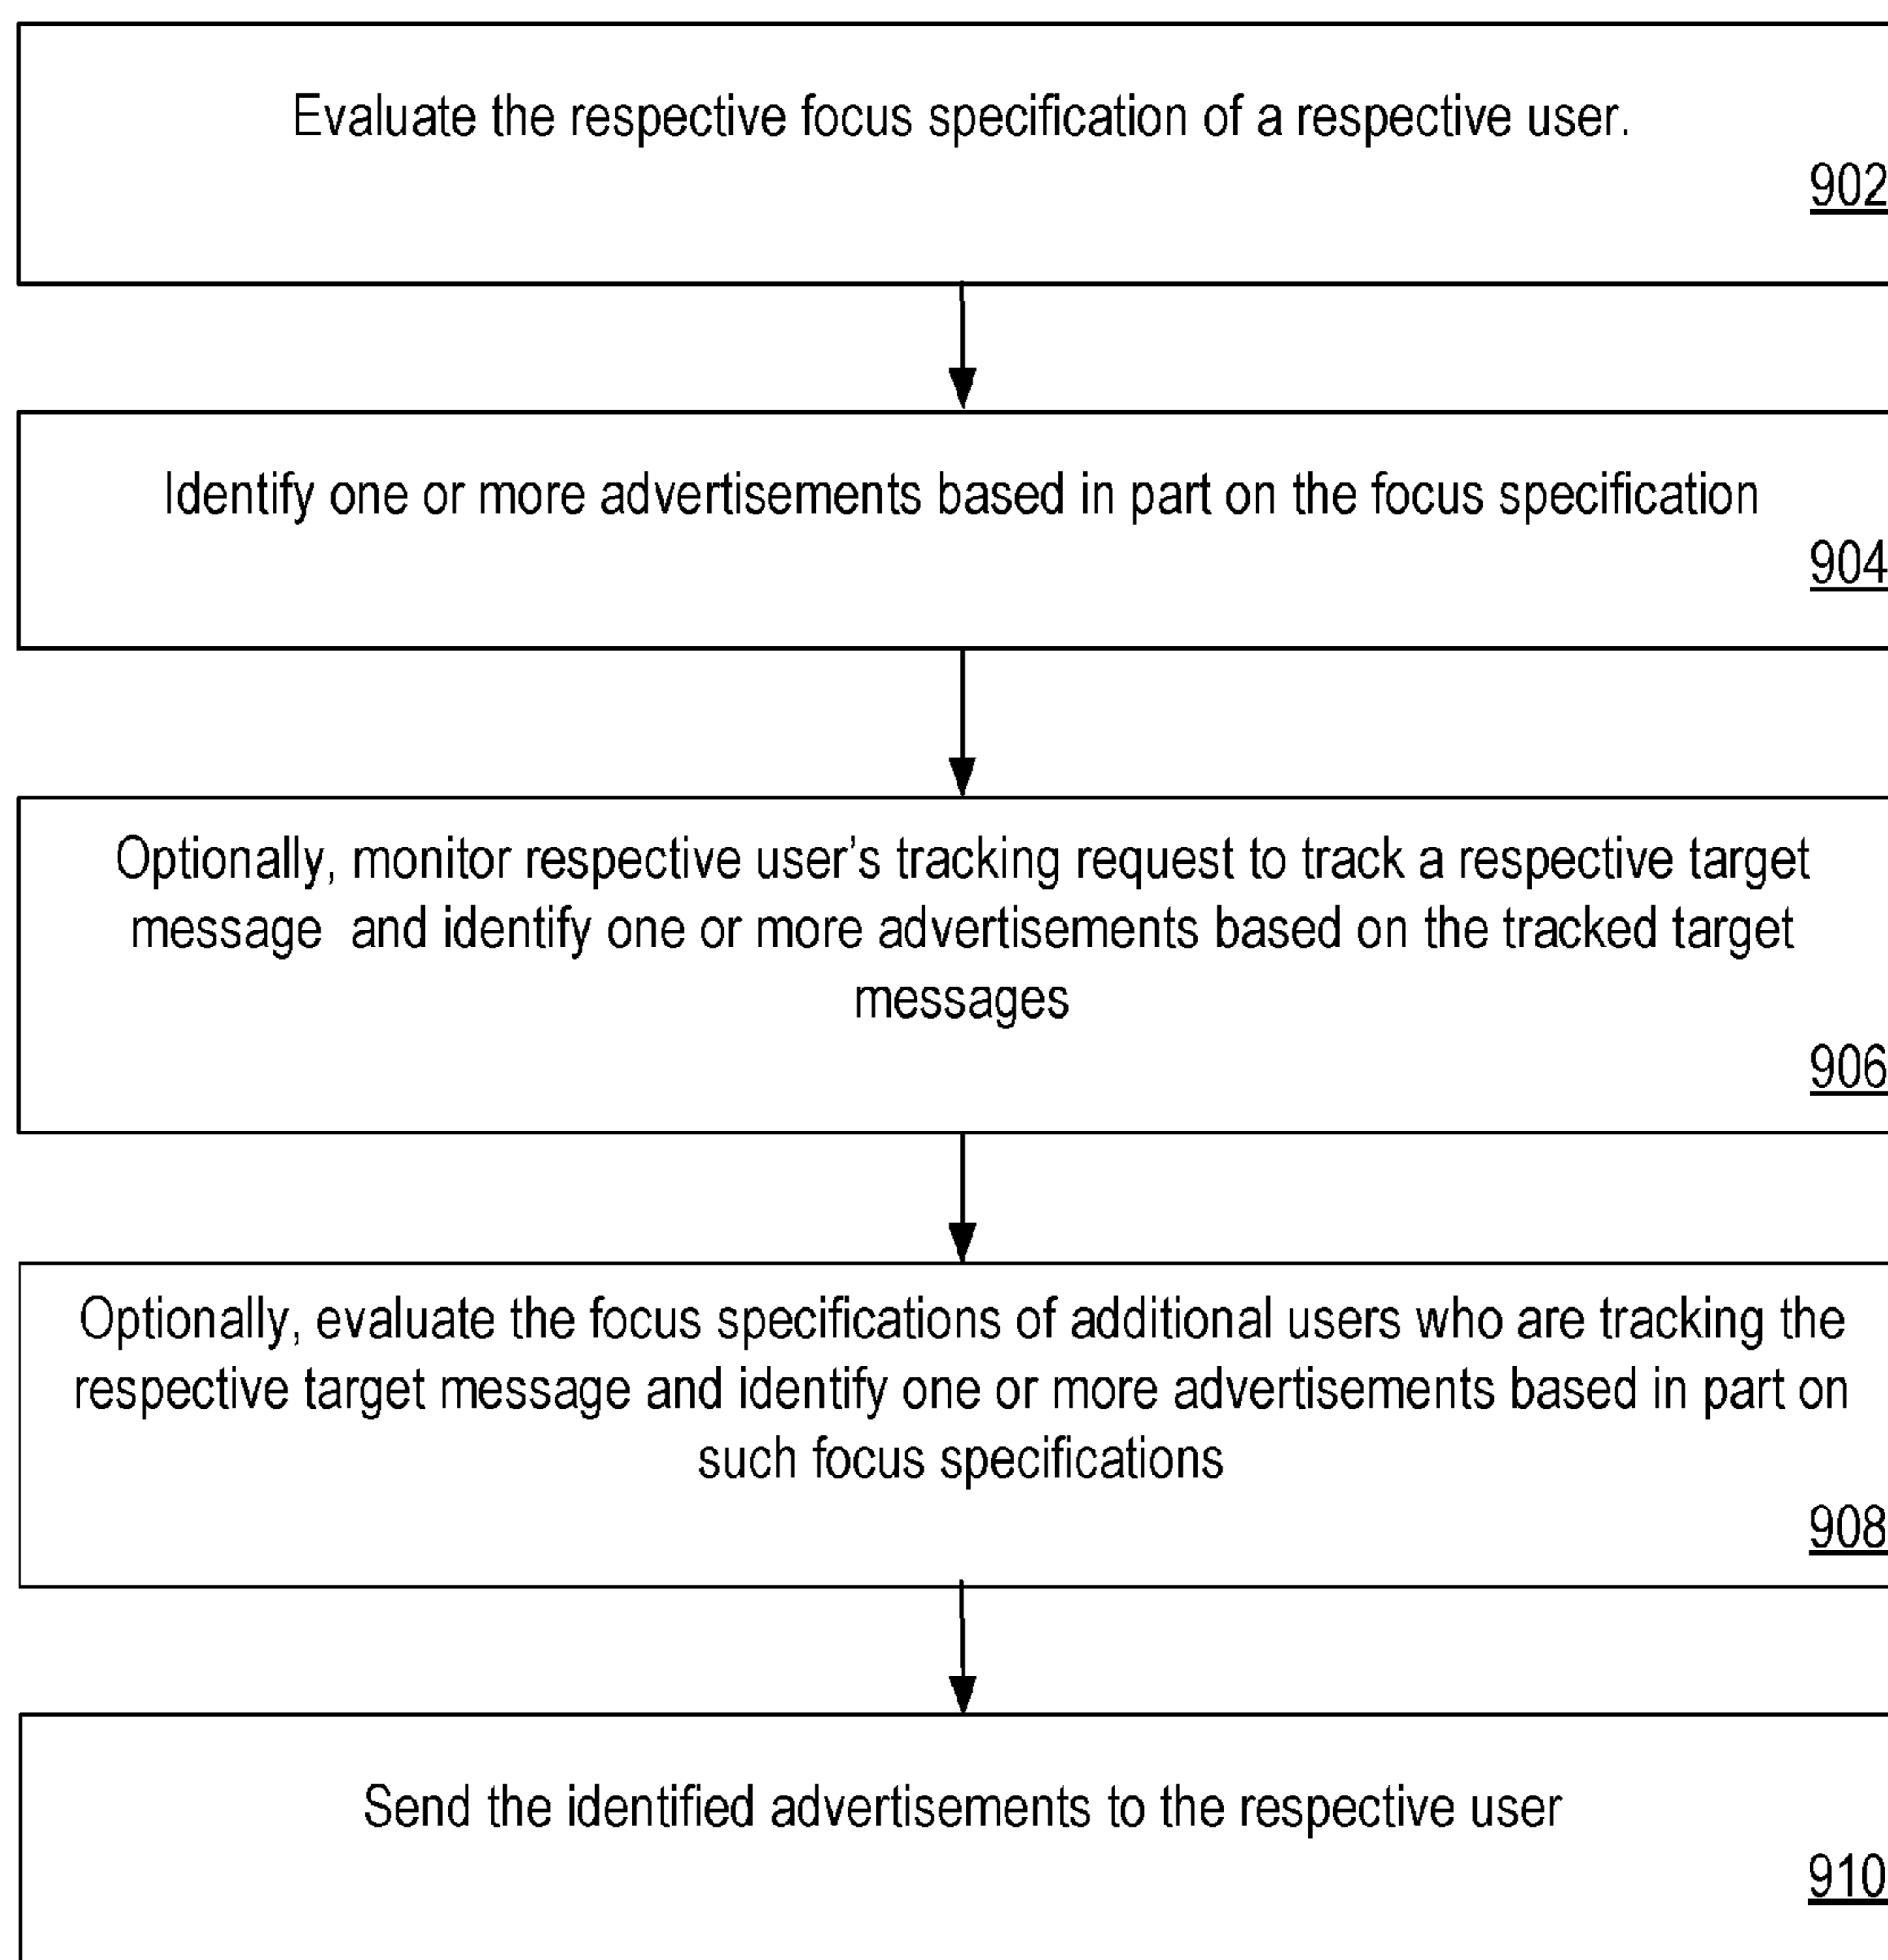 Evaluate the respective focus specification of a respective user.
902
Identify one or more advertisements based in part on the focus specification
904
Optionally, monitor respective user's tracking request to track a respective target
message and identify one or more advertisements based on the tracked target
messages
906
Optionally, evaluate the focus specifications of additional users who are tracking the
respective target message and identify one or more advertisements based in part on
such focus specifications
908
Send the identified advertisements to the respective user
910